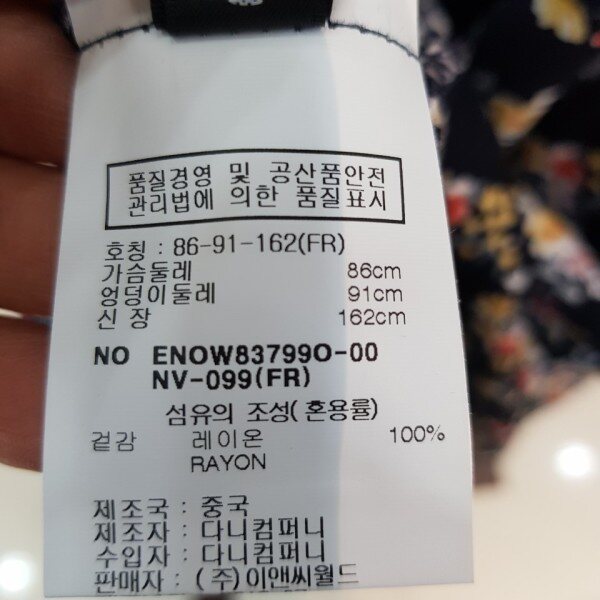 품질경영 및 공산품안전
관리법에 의한 품질표시
호칭 : 86-91-162(FR)
가슴둘레 86cm
엉덩이둘레 91cm
신 장 162cm
NO ENOW83799O-00
NV-099(FR)
섬유의 조성(혼용률)
겉감 레이온 100%
RAYON
제조국 : 중국
제조자 : 다니컴퍼니
수입자 : 다니컴퍼니
판매자 : (주)이앤씨월드